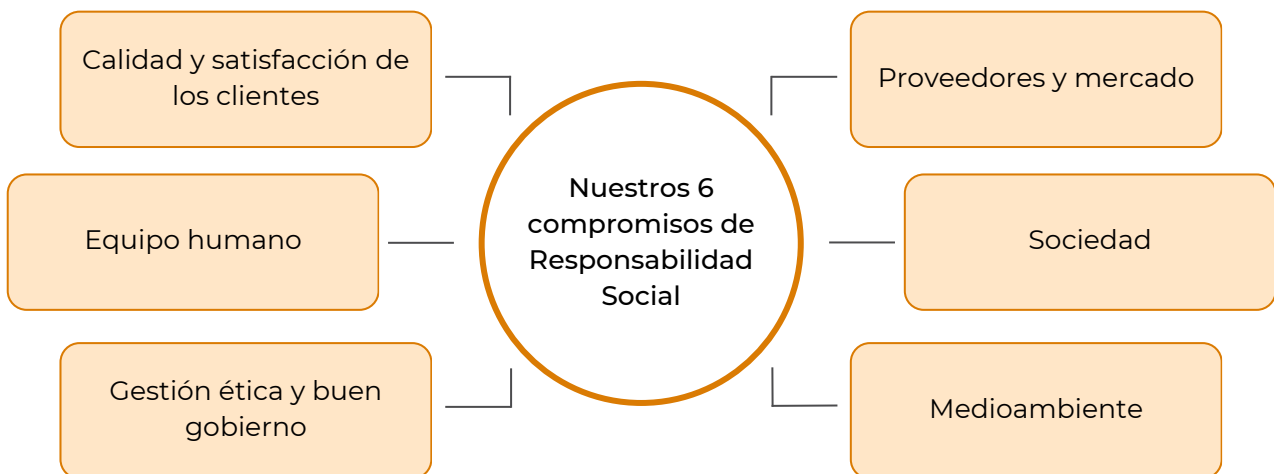 Calidad y satisfacción de
los clientes
Equipo humano
Gestión ética y buen
gobierno
Nuestros 6
compromisos de
Responsabilidad
Social
Proveedores y mercado
Sociedad
Medioambiente